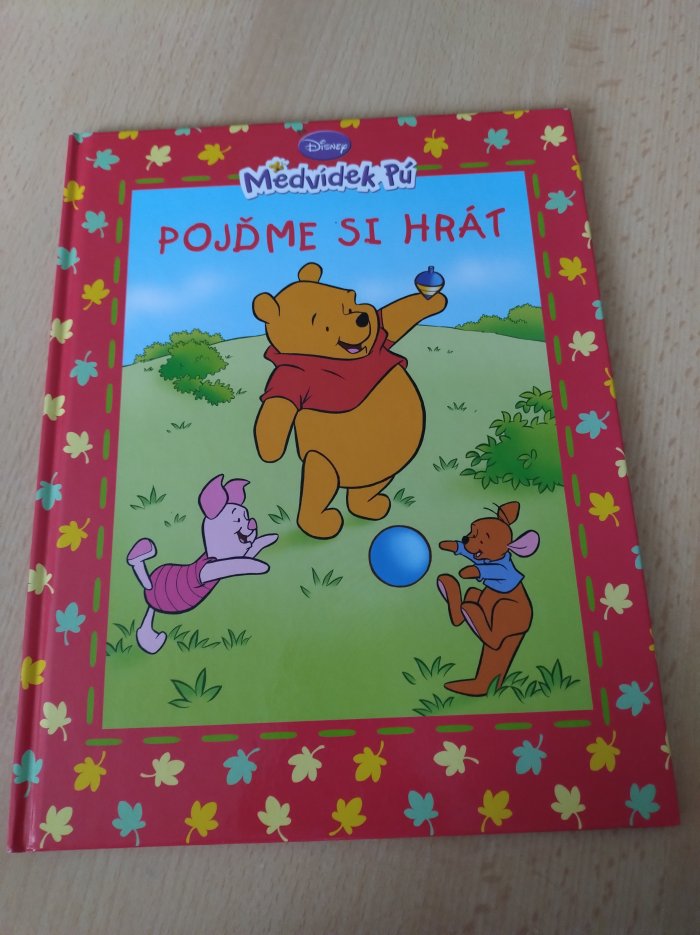 Disney
Medvídek Pú
POJĎME SI HRÁT